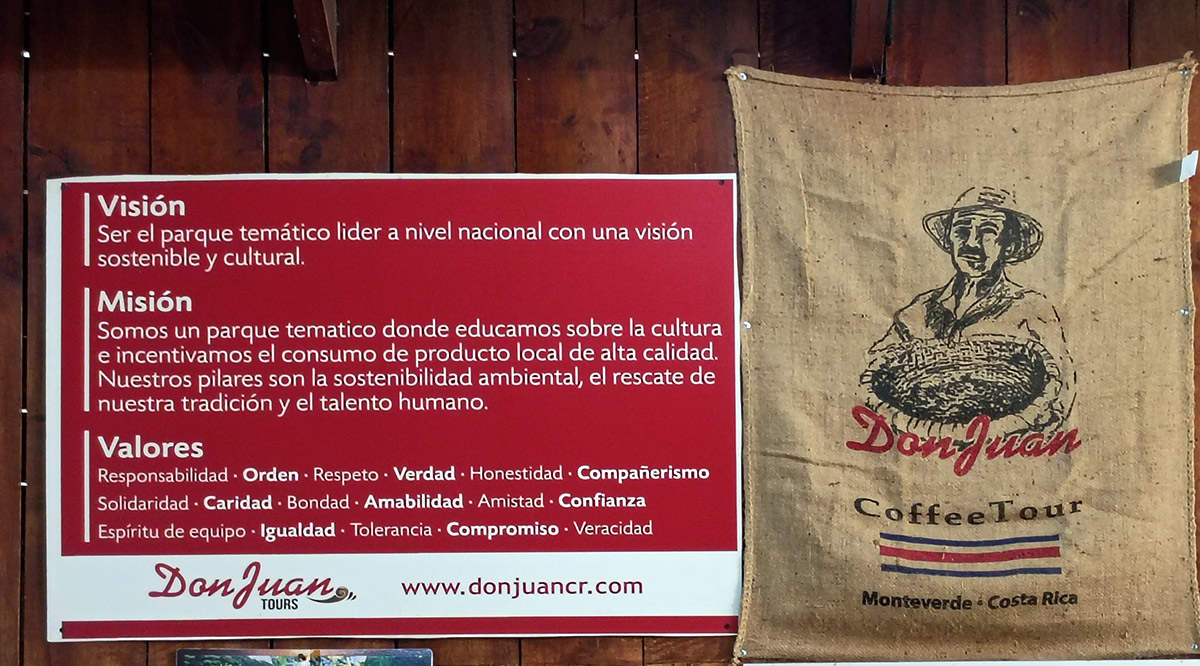 Visión
Ser el parque temático lider a nivel nacional con una visión
sostenible y cultural.
Misión
Somos un parque tematico donde educamos sobre la cultura
e incentivamos el consumo de producto local de alta calidad.
Nuestros pilares son la sostenibilidad ambiental, el rescate de
nuestra tradición y el talento humano.
Valores
Responsabilidad · Orden · Respeto · Verdad · Honestidad · Compañerismo
Solidaridad · Caridad · Bondad · Amabilidad · Amistad · Confianza
Espíritu de equipo · Igualdad · Tolerancia · Compromiso · Veracidad
Don Juan
TOURS
www.donjuancr.com
Don Juan
CoffeeTour
Monteverde · Costa Rica